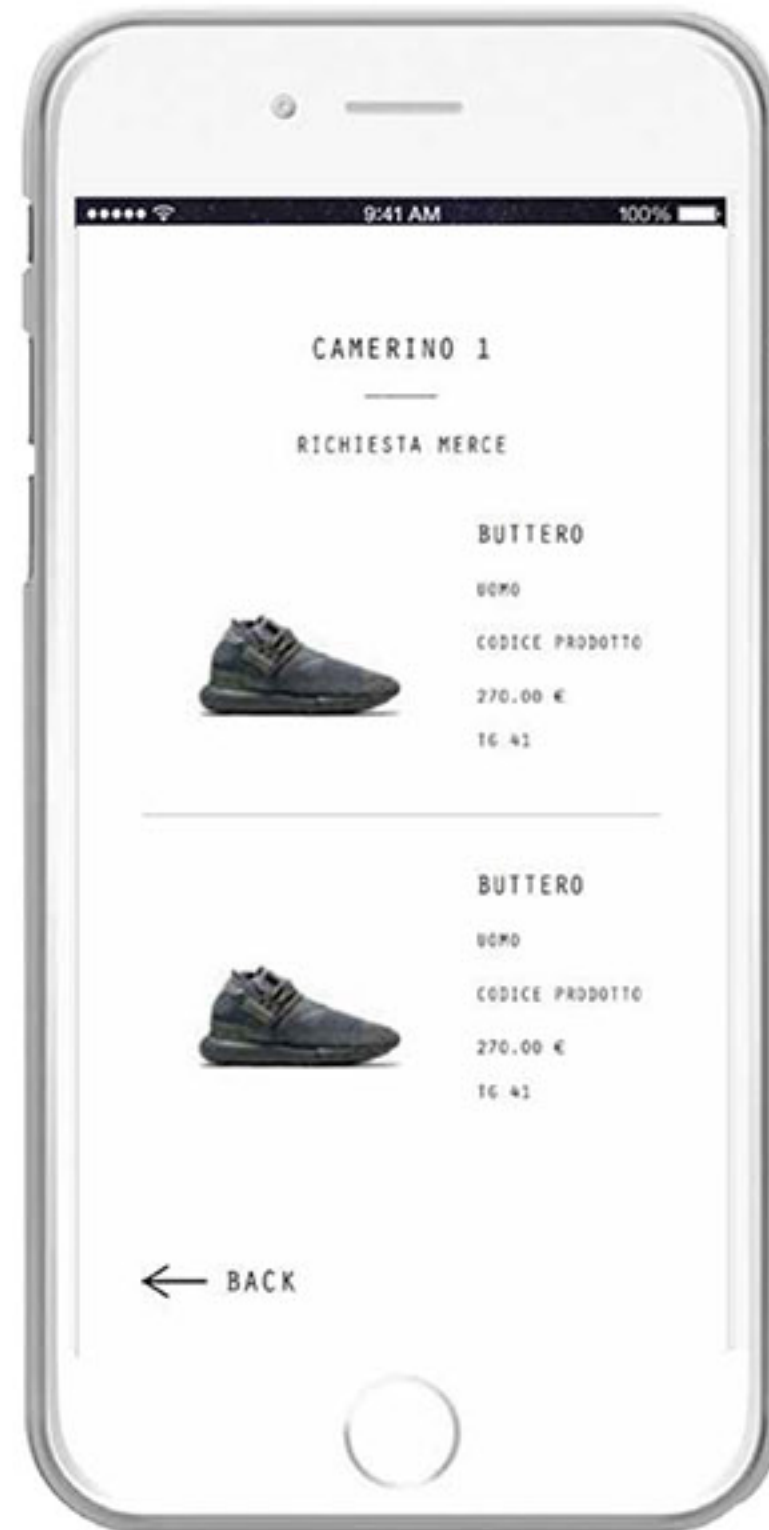 9:41 AM 100%
CAMERINO 1
RICHIESTA MERCE
BUTTERO
UOMO
CODICE PRODOTTO
270.00 €
TG 41
BUTTERO
UOMO
CODICE PRODOTTO
270.00 €
TG 41
BACK